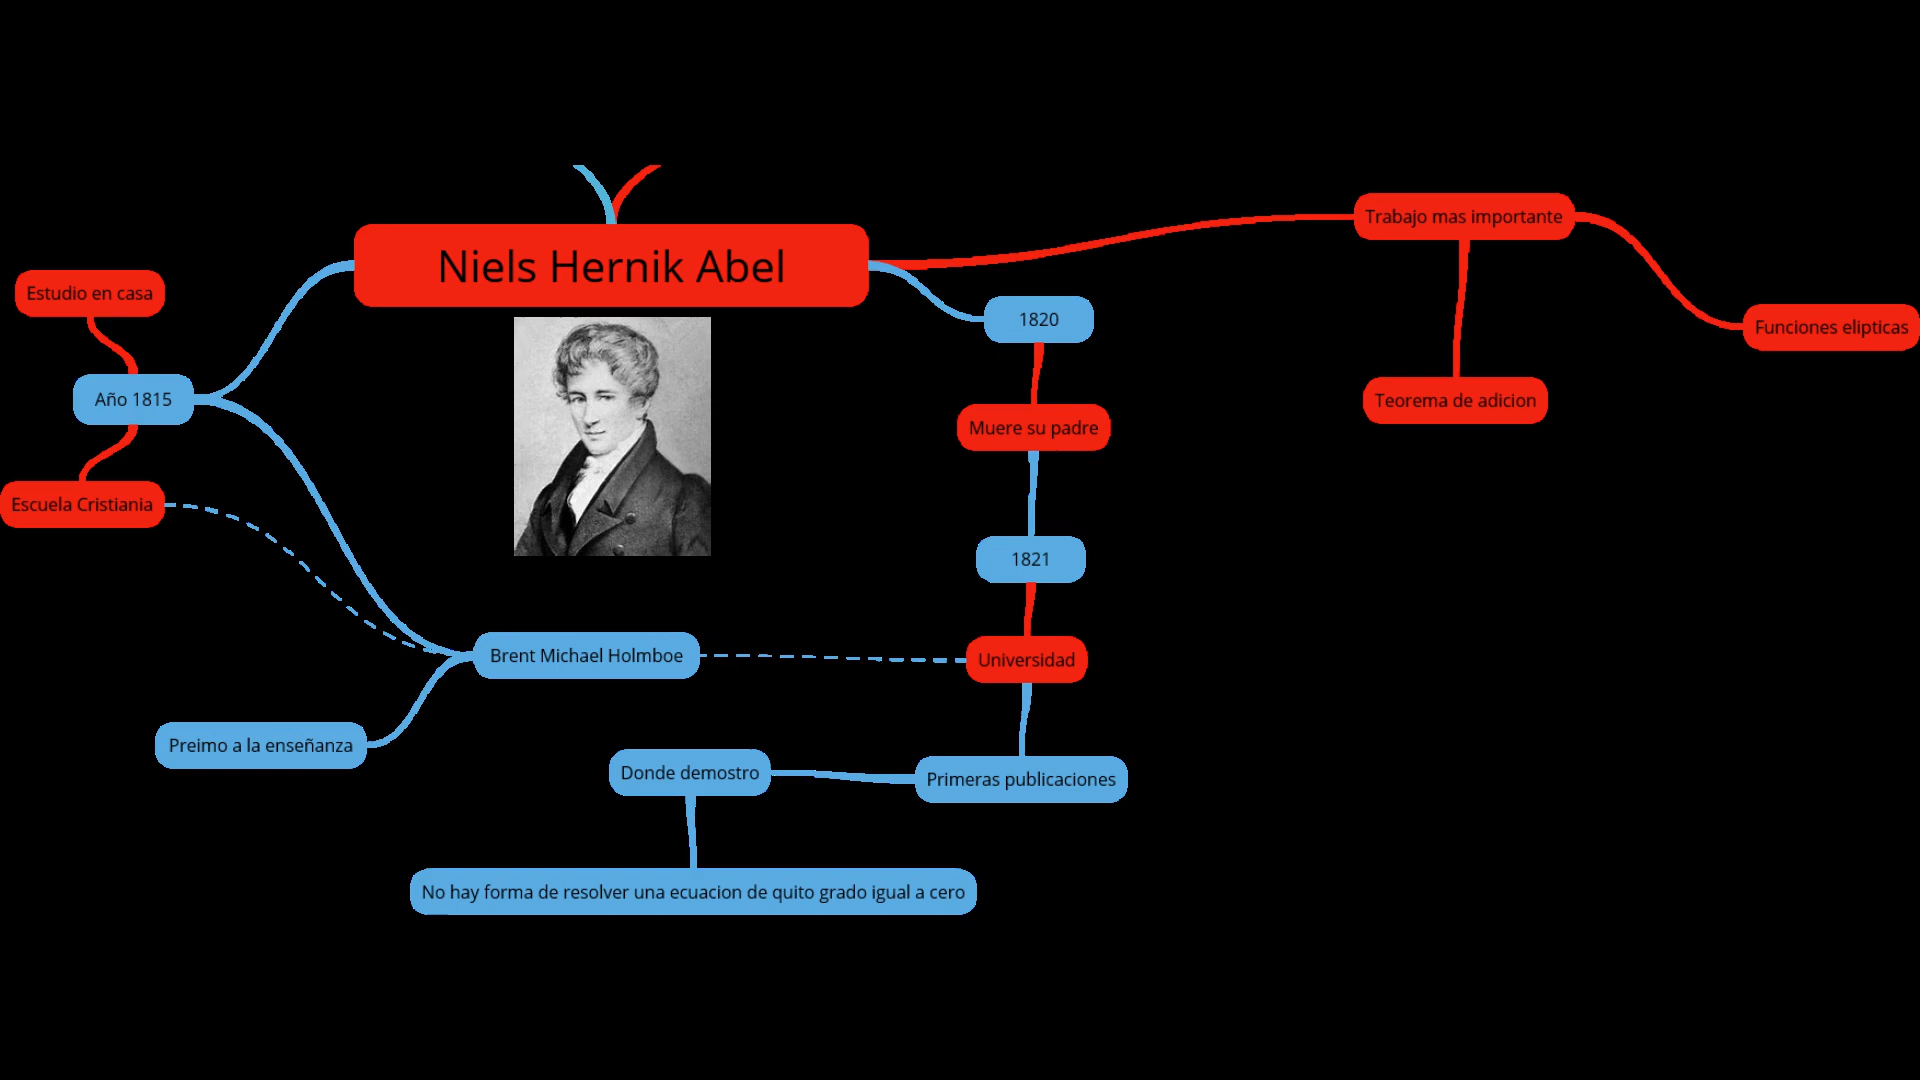 Niels Hernik Abel
Estudio en casa
Año 1815
Escuela Cristiania
Brent Michael Holmboe
Preimo a la enseñanza
1820
Muere su padre
1821
Universidad
Primeras publicaciones
Donde demostro
No hay forma de resolver una ecuacion de quito grado igual a cero
Trabajo mas importante
Teorema de adicion
Funciones elipticas